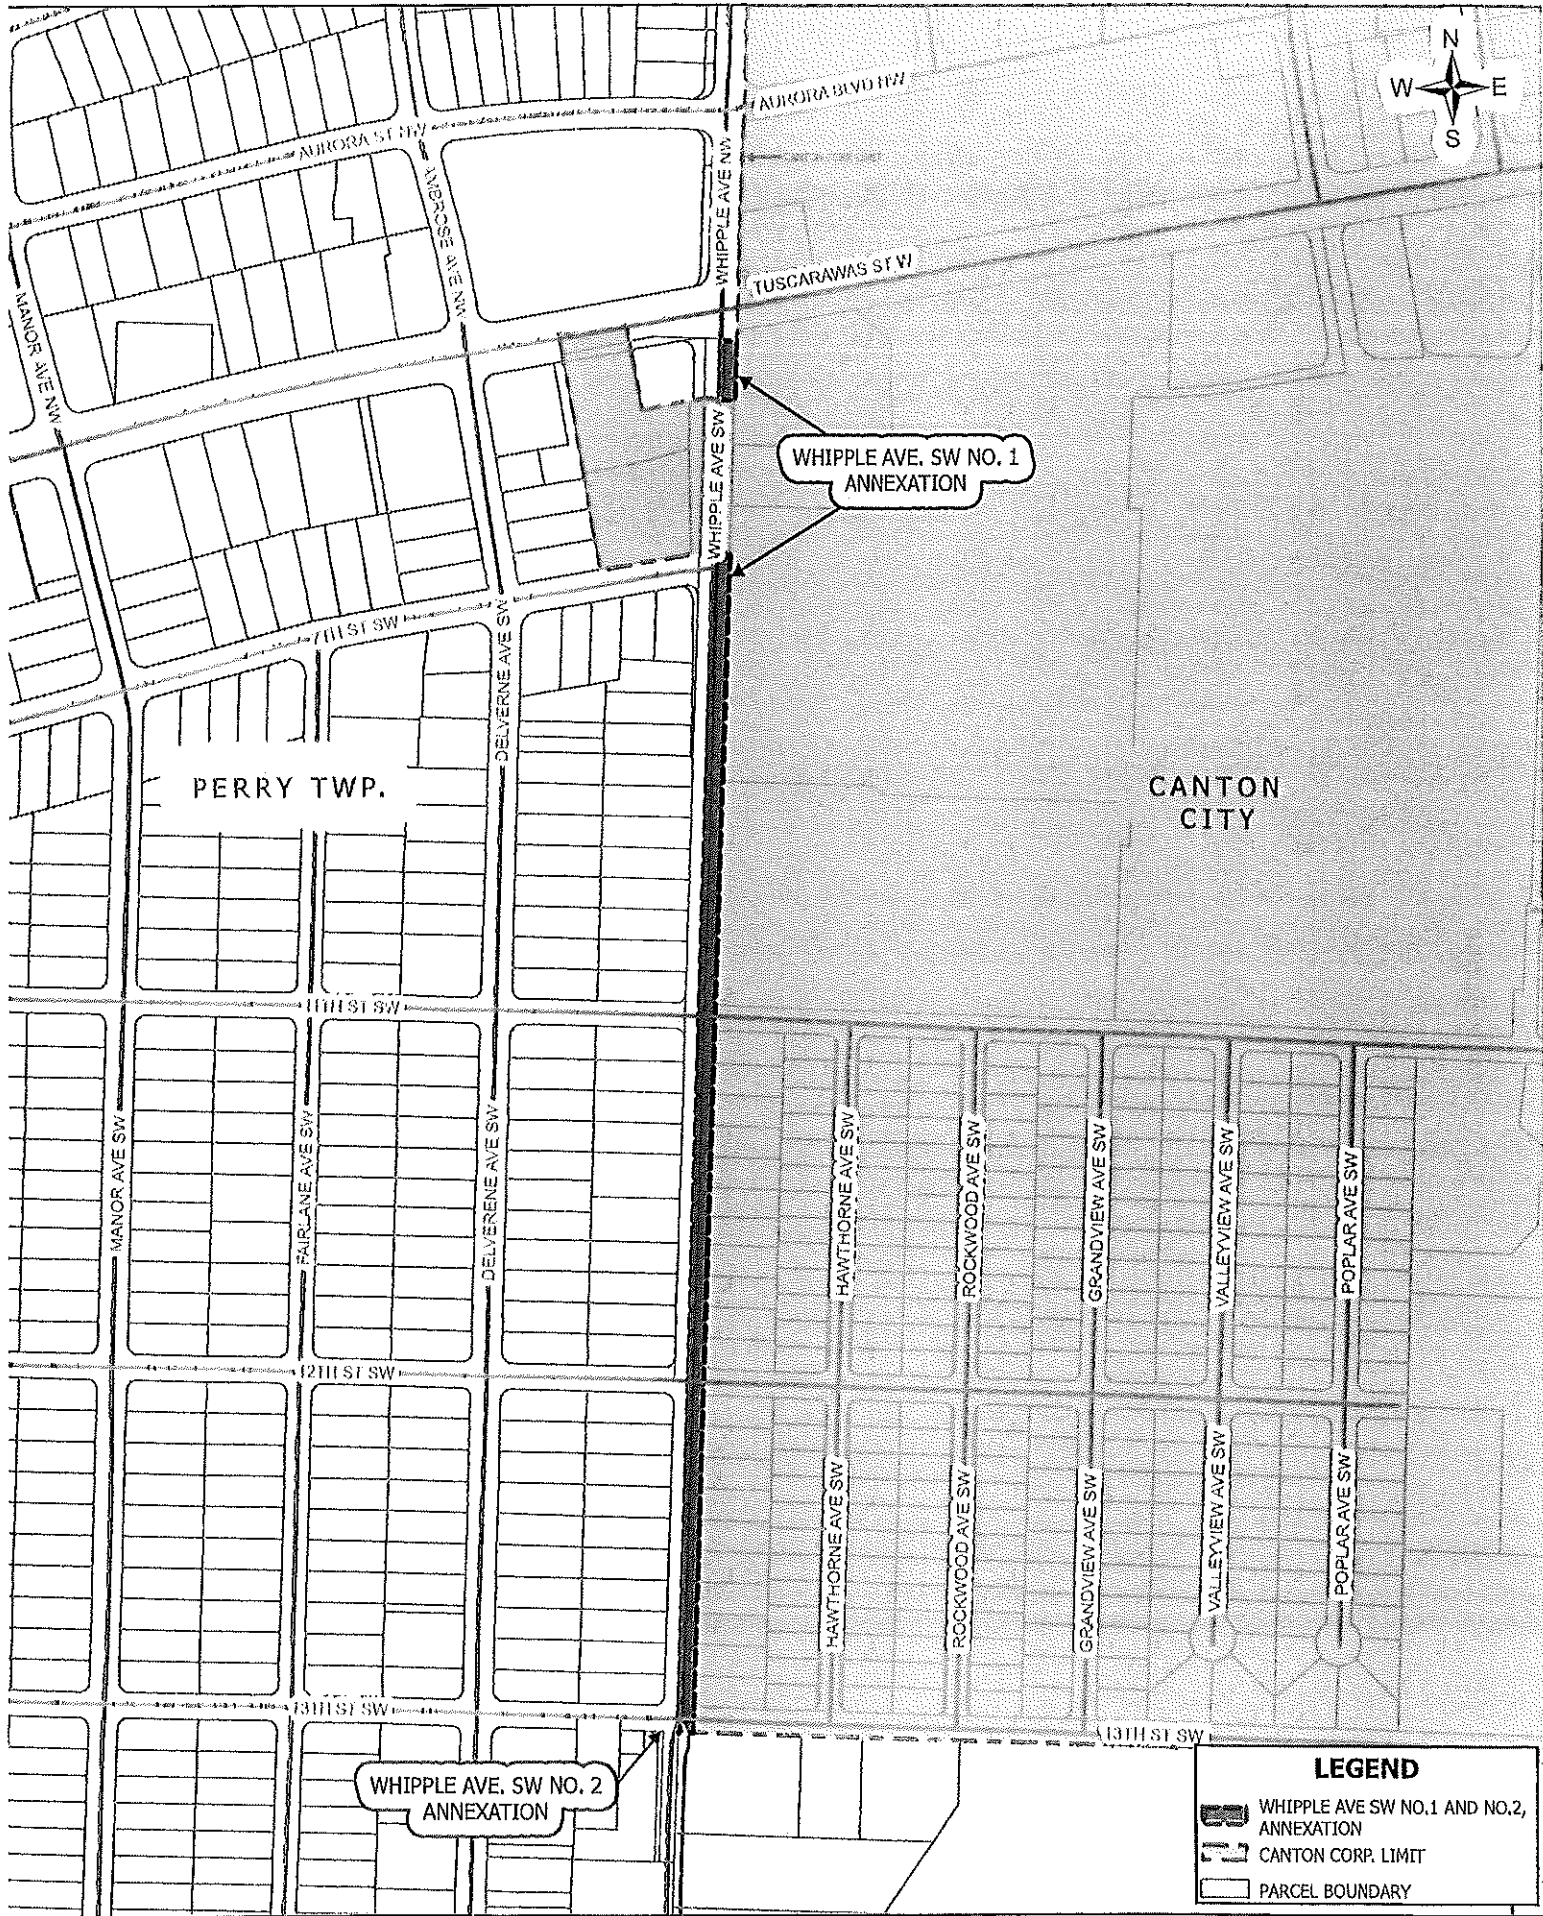 N
W E
S
AURORA BLVD NW
AURORA ST NW
AMBROSE AVE NW
WHIPPLE AVE NW
TUSCARAWAS ST W
MANOR AVE NW
WHIPPLE AVE SW
WHIPPLE AVE. SW NO. 1
ANNEXATION
7TH ST SW
DELVERNE AVE SW
PERRY TWP.
CANTON
CITY
11TH ST SW
MANOR AVE SW
FAIRLANE AVE SW
DELVERENE AVE SW
HAWTHORNE AVE SW
ROCKWOOD AVE SW
GRANDVIEW AVE SW
VALLEYVIEW AVE SW
POPLAR AVE SW
12TH ST SW
HAWTHORNE AVE SW
ROCKWOOD AVE SW
GRANDVIEW AVE SW
VALLEYVIEW AVE SW
POPLAR AVE SW
13TH ST SW
13TH ST SW
WHIPPLE AVE. SW NO. 2
ANNEXATION
LEGEND
WHIPPLE AVE SW NO.1 AND NO.2,
ANNEXATION
CANTON CORP. LIMIT
PARCEL BOUNDARY